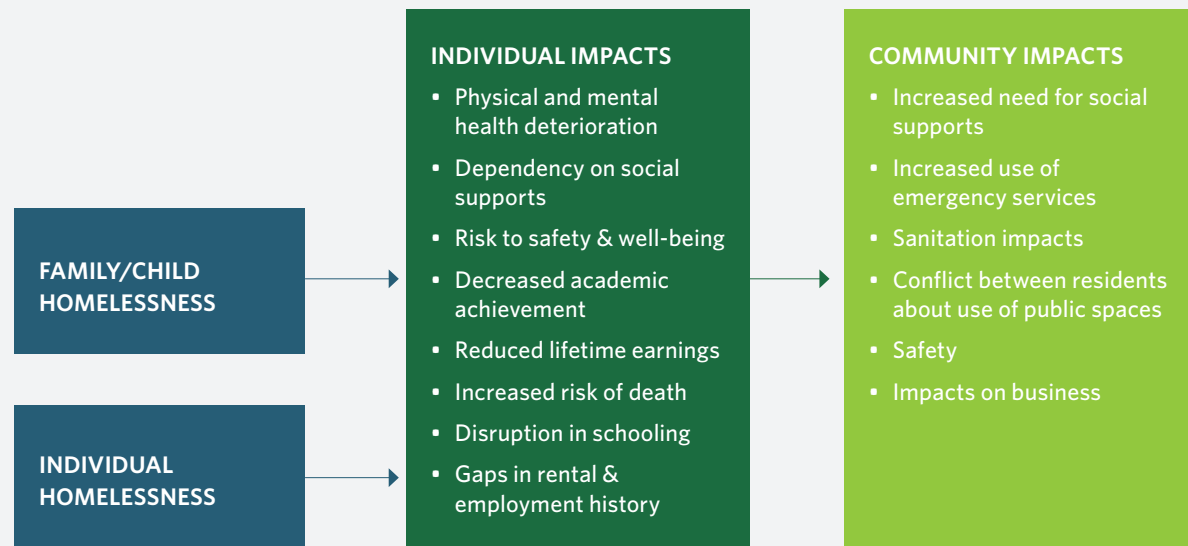 FAMILY/CHILD
HOMELESSNESS
INDIVIDUAL
HOMELESSNESS
INDIVIDUAL IMPACTS
▪ Physical and mental
health deterioration
▪ Dependency on social
supports
▪ Risk to safety & well-being
▪ Decreased academic
achievement
▪ Reduced lifetime earnings
▪ Increased risk of death
▪ Disruption in schooling
▪ Gaps in rental &
employment history
COMMUNITY IMPACTS
▪ Increased need for social
supports
▪ Increased use of
emergency services
▪ Sanitation impacts
▪ Conflict between residents
about use of public spaces
▪ Safety
▪ Impacts on business